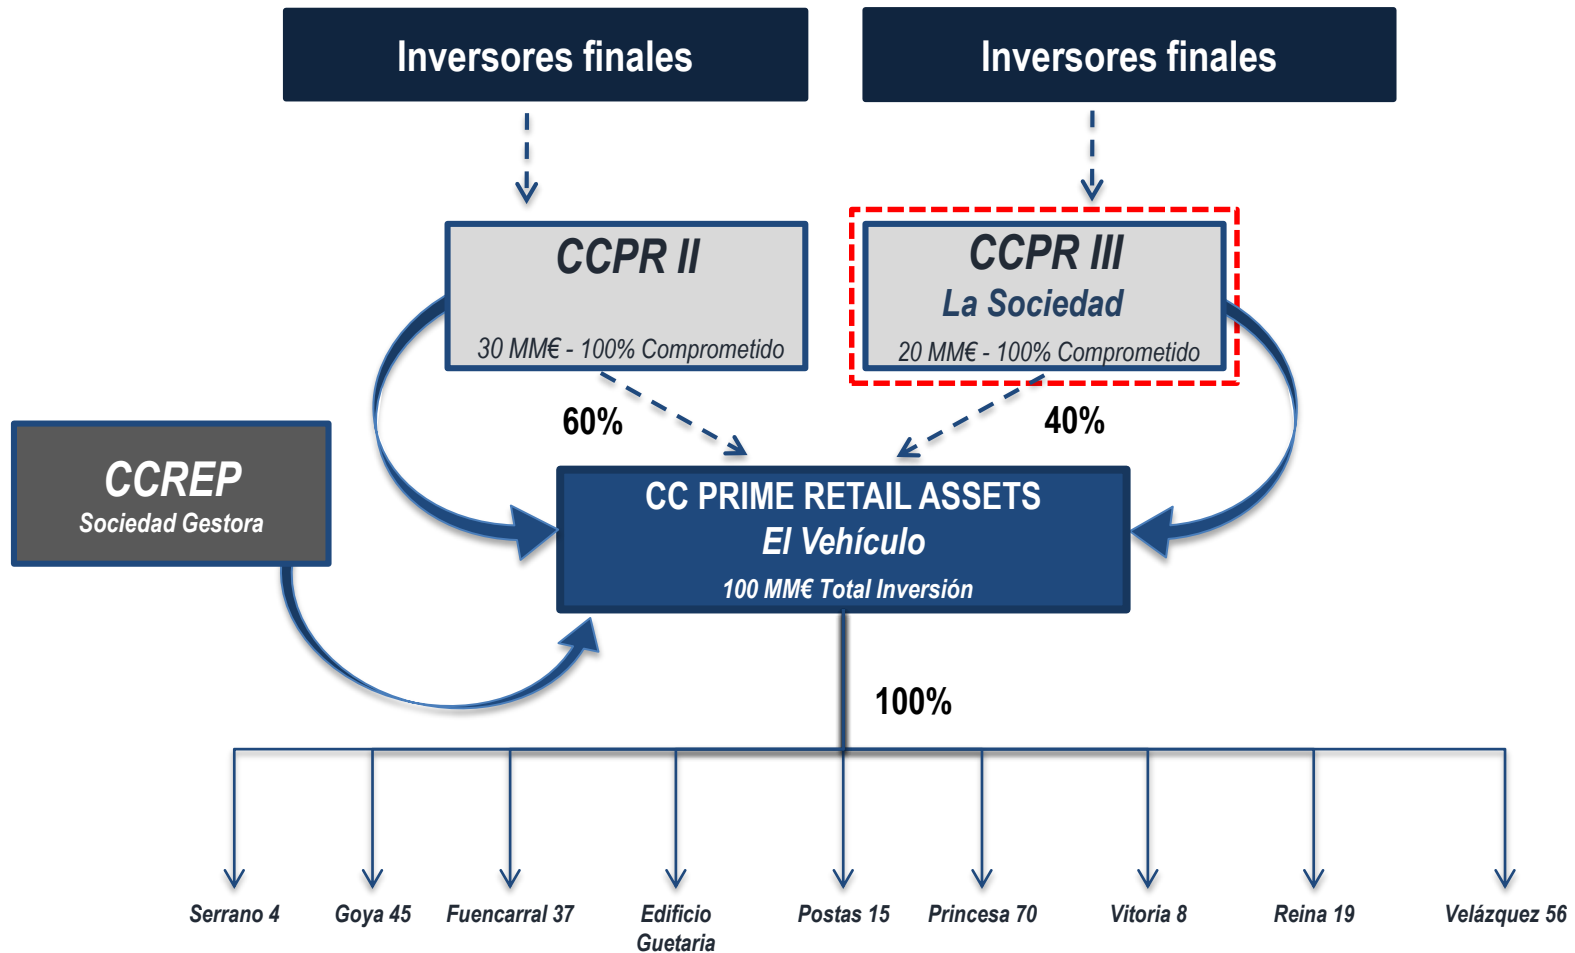 Inversores finales
Inversores finales
CCPR II
30 MM€ - 100% Comprometido
CCPR III
La Sociedad
20 MM€ - 100% Comprometido
60%
40%
CCREP
Sociedad Gestora
CC PRIME RETAIL ASSETS
El Vehículo
100 MM€ Total Inversión
100%
Serrano 4
Goya 45
Fuencarral 37
Edificio
Guetaria
Postas 15
Princesa 70
Vitoria 8
Reina 19
Velázquez 56